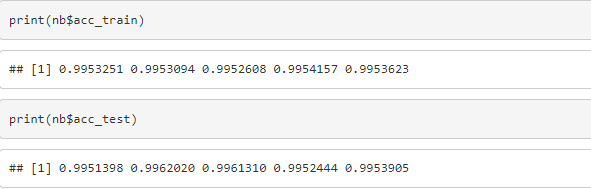 print(nb$acc_train)
## [1] 0.9953251 0.9953094 0.9952608 0.9954157 0.9953623
print(nb$acc_test)
## [1] 0.9951398 0.9962020 0.9961310 0.9952444 0.9953905